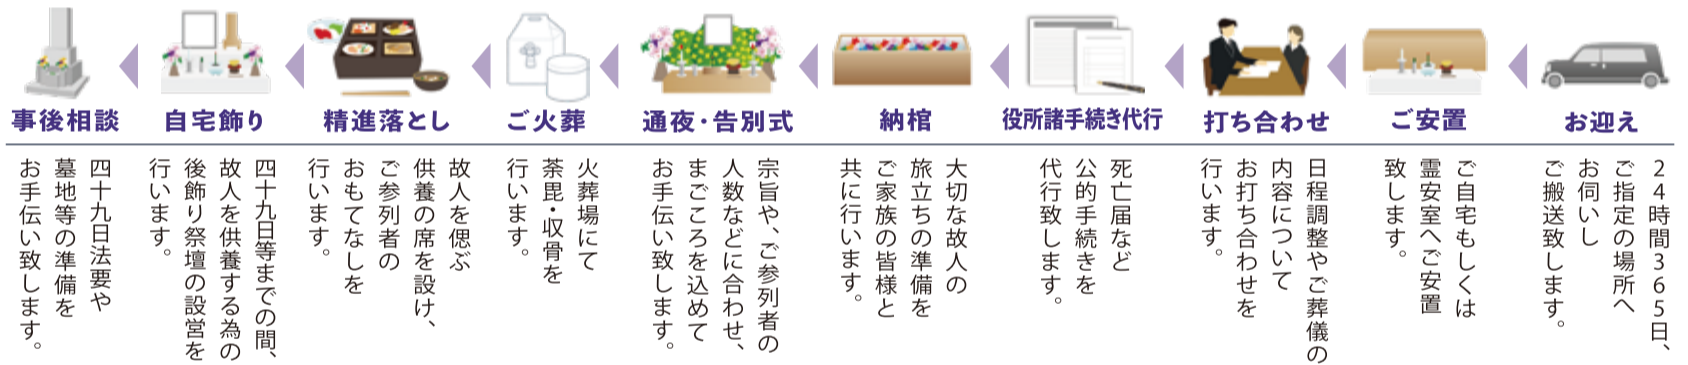 お迎え
24時間365日、
ご指定の場所へ
お伺いし
ご搬送致します。
ご安置
ご自宅もしくは
霊安室へご安置
致します。
打ち合わせ
日程調整やご葬儀の
内容について
お打ち合わせを
行います。
役所諸手続き代行
死亡届など
公的手続きを
代行致します。
納棺
大切な故人の
旅立ちの準備を
ご家族の皆様と
共に行います。
通夜・告別式
宗旨や、ご参列者の
人数などに合わせ、
まごころを込めて
お手伝い致します。
ご火葬
火葬場にて
荼毘・収骨を
行います。
精進落とし
故人を偲ぶ
供養の席を設け、
ご参列者の
おもてなしを
行います。
自宅飾り
四十九日等までの間、
故人を供養する為の
後飾り祭壇の設営を
行います。
事後相談
四十九日法要や
墓地等の準備を
お手伝い致します。